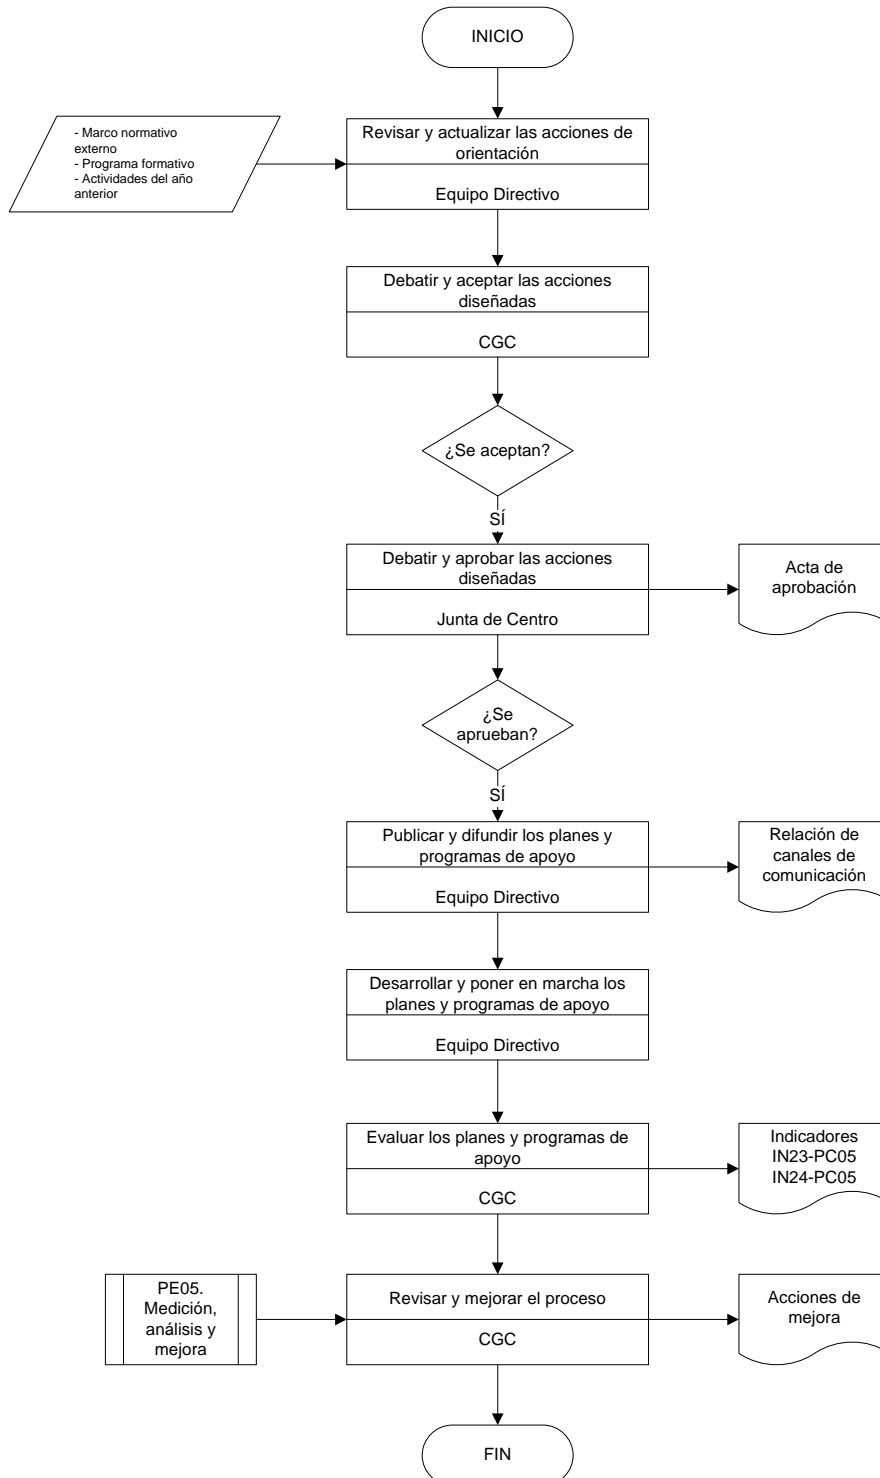 INICIO
- Marco normativo
externo
- Programa formativo
- Actividades del año
anterior
Revisar y actualizar las acciones de
orientación
Equipo Directivo
Debatir y aceptar las acciones
diseñadas
CGC
¿Se aceptan?
SÍ
Debatir y aprobar las acciones
diseñadas
Junta de Centro
Acta de
aprobación
¿Se
aprueban?
SÍ
Publicar y difundir los planes y
programas de apoyo
Equipo Directivo
Relación de
canales de
comunicación
Desarrollar y poner en marcha los
planes y programas de apoyo
Equipo Directivo
Evaluar los planes y programas de
apoyo
CGC
Indicadores
IN23-PC05
IN24-PC05
PE05.
Medición,
análisis y
mejora
Revisar y mejorar el proceso
CGC
Acciones de
mejora
FIN